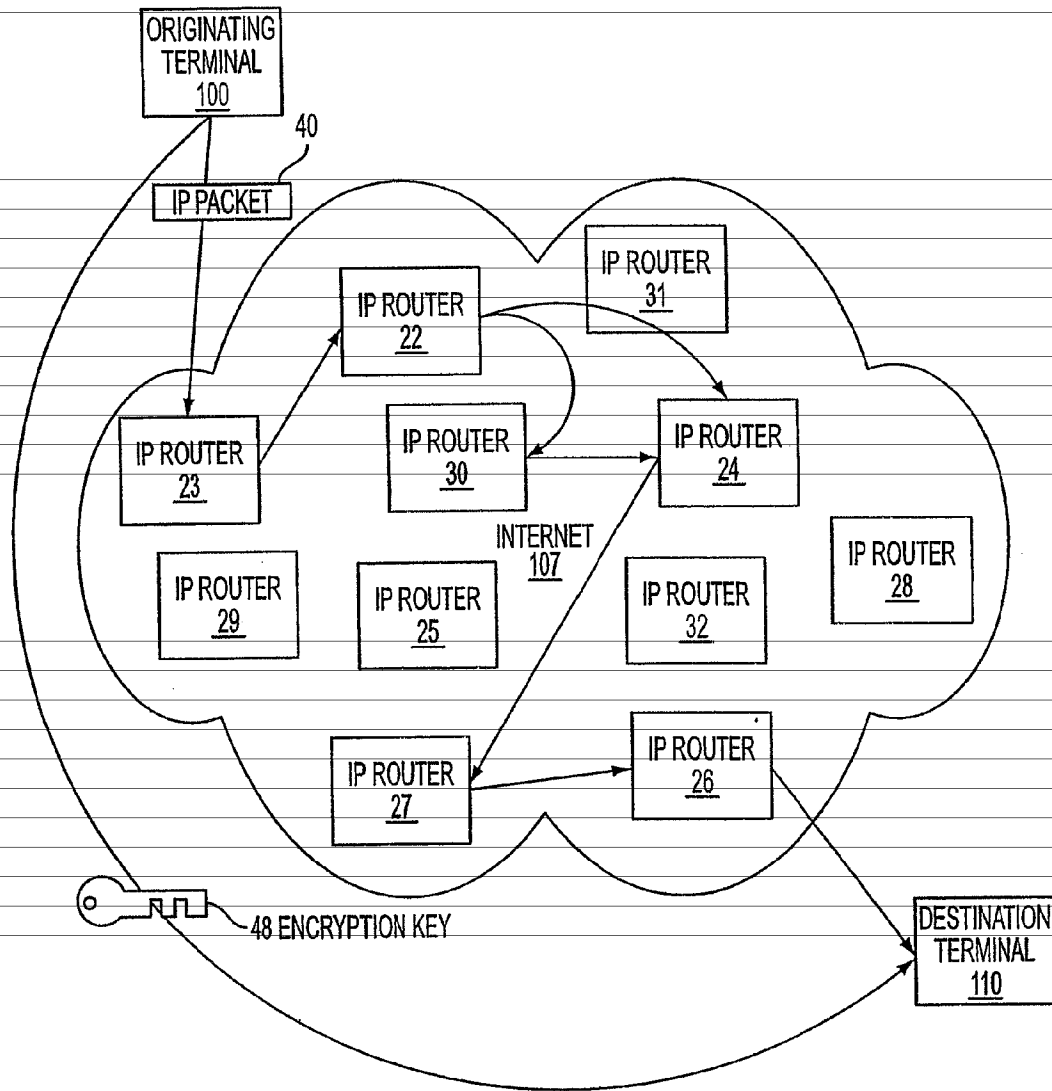 ORIGINATING
TERMINAL
100
40
IP PACKET
IP ROUTER
31
IP ROUTER
22
IP ROUTER
23
IP ROUTER
30
IP ROUTER
24
INTERNET
107
IP ROUTER
29
IP ROUTER
25
IP ROUTER
32
IP ROUTER
28
IP ROUTER
27
IP ROUTER
26
48 ENCRYPTION KEY
DESTINATION
TERMINAL
110